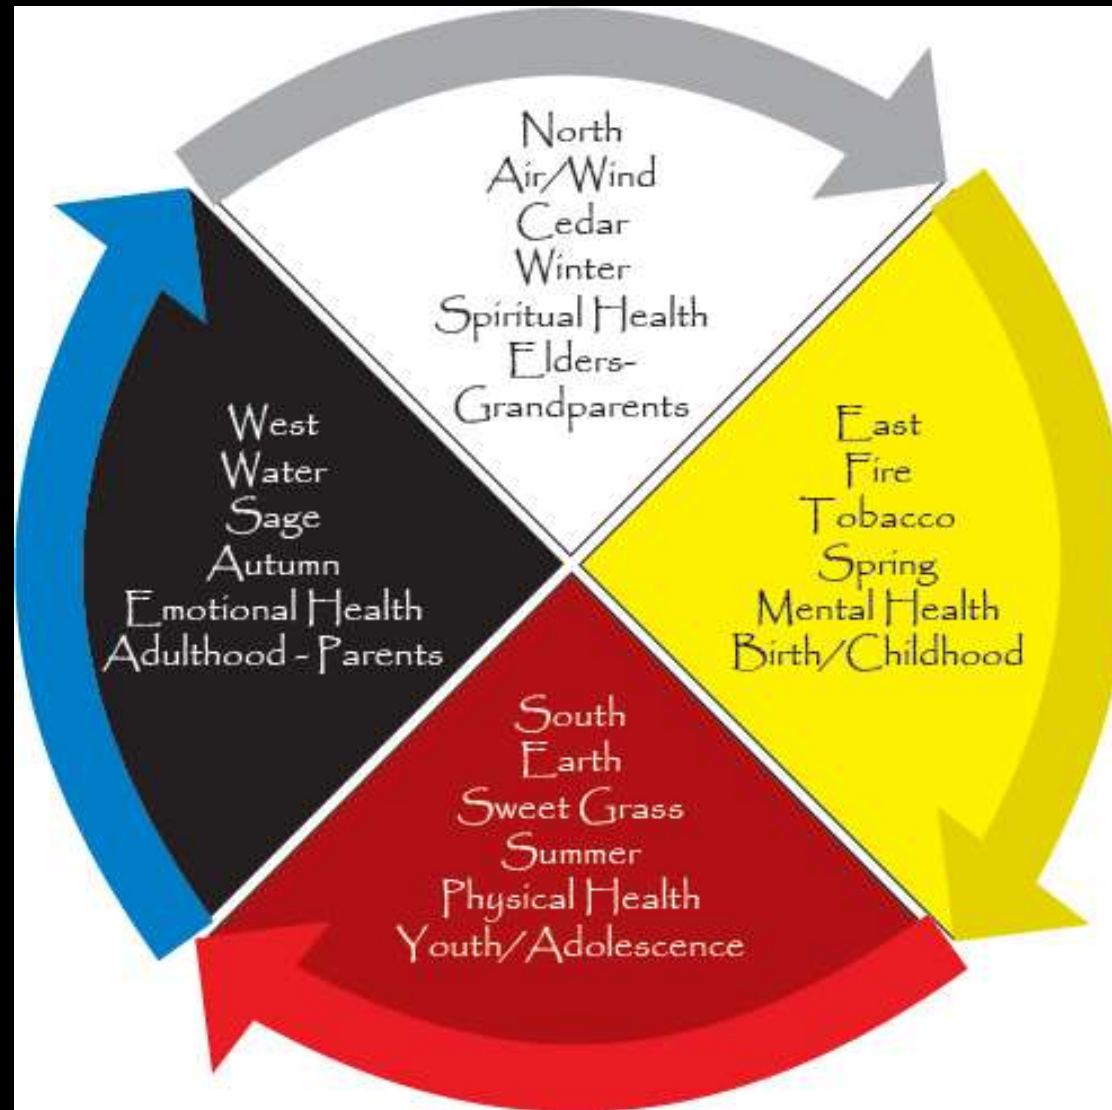 North
Air/Wind
Cedar
Winter
Spiritual Health
Elders-
Grandparents
East
Fire
Tobacco
Spring
Mental Health
Birth/Childhood
South
Earth
Sweet Grass
Summer
Physical Health
Youth/Adolescence
West
Water
Sage
Autumn
Emotional Health
Adulthood - Parents